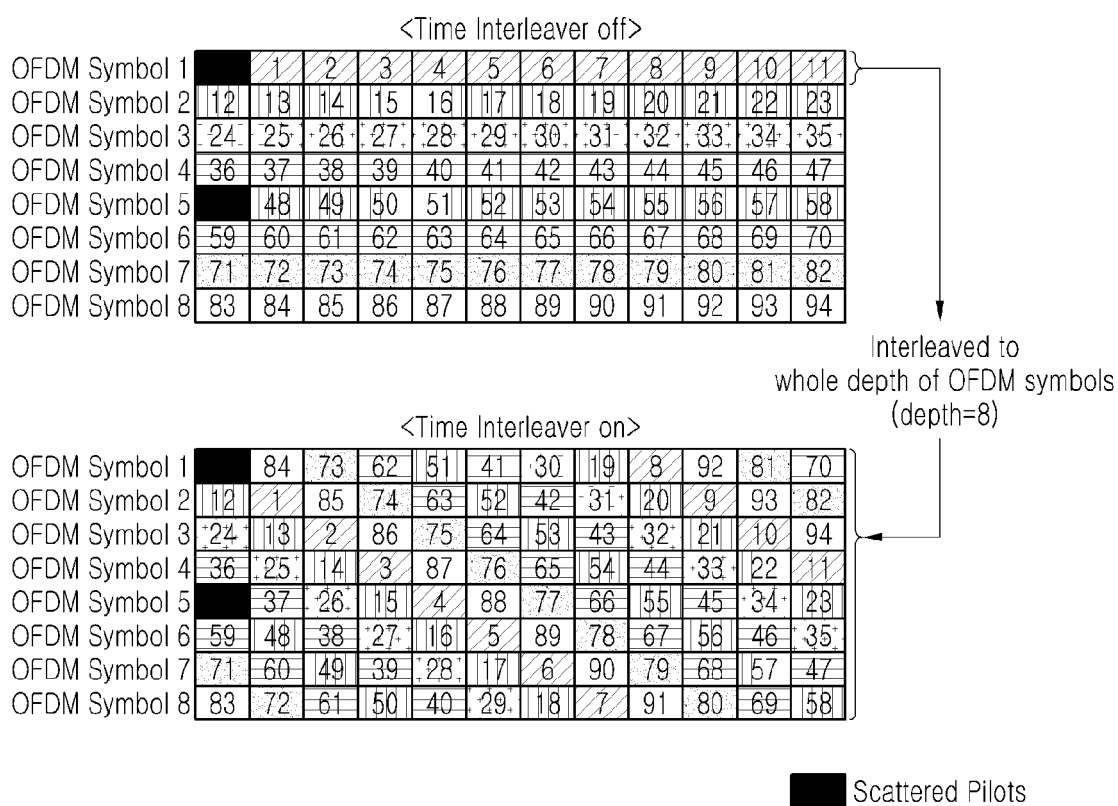 <Time Interleaver off>
OFDM Symbol 1 1 2 3 4 5 6 7 8 9 10 11
OFDM Symbol 2 12 13 14 15 16 17 18 19 20 21 22 23
OFDM Symbol 3 24 25 26 27 28 29 30 31 32 33 34 35
OFDM Symbol 4 36 37 38 39 40 41 42 43 44 45 46 47
OFDM Symbol 5 48 49 50 51 52 53 54 55 56 57 58
OFDM Symbol 6 59 60 61 62 63 64 65 66 67 68 69 70
OFDM Symbol 7 71 72 73 74 75 76 77 78 79 80 81 82
OFDM Symbol 8 83 84 85 86 87 88 89 90 91 92 93 94
Interleaved to
whole depth of OFDM symbols
(depth=8)
<Time Interleaver on>
OFDM Symbol 1 84 73 62 51 41 30 19 8 92 81 70
OFDM Symbol 2 12 1 85 74 63 52 42 31 20 9 93 82
OFDM Symbol 3 24 13 2 86 75 64 53 43 32 21 10 94
OFDM Symbol 4 36 25 14 3 87 76 65 54 44 33 22 11
OFDM Symbol 5 37 26 15 4 88 77 66 55 45 34 23
OFDM Symbol 6 59 48 38 27 16 5 89 78 67 56 46 35
OFDM Symbol 7 71 60 49 39 28 17 6 90 79 68 57 47
OFDM Symbol 8 83 72 61 50 40 29 18 7 91 80 69 58
Scattered Pilots